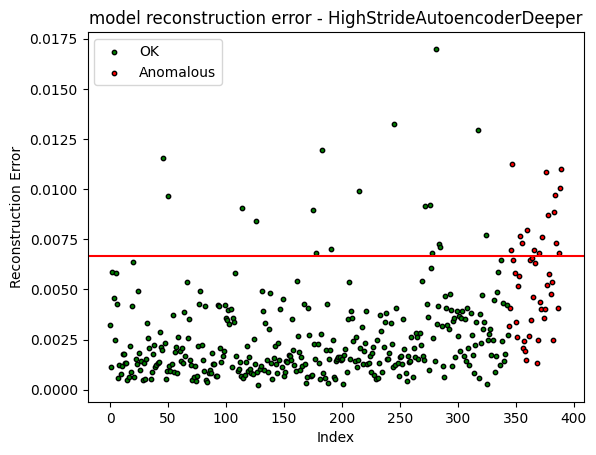 model reconstruction error - HighStrideAutoencoderDeeper
OK
Anomalous
Reconstruction Error
0.0175
0.0150
0.0125
0.0100
0.0075
0.0050
0.0025
0.0000
0 50 100 150 200 250 300 350 400
Index